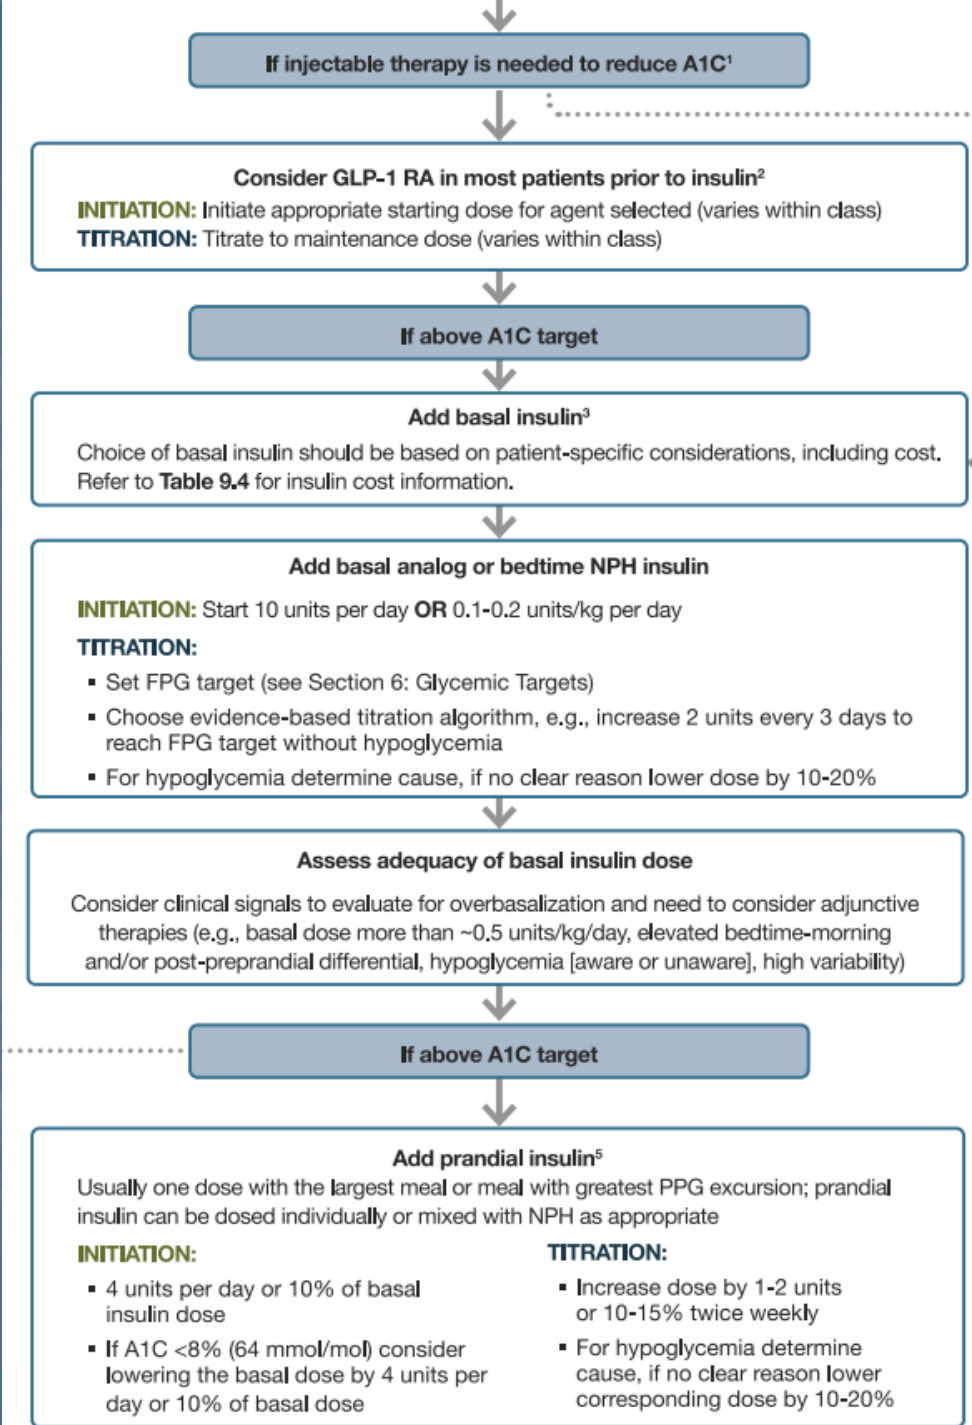 If injectable therapy is needed to reduce A1C¹
Consider GLP-1 RA in most patients prior to insulin²
INITIATION: Initiate appropriate starting dose for agent selected (varies within class)
TITRATION: Titrate to maintenance dose (varies within class)
If above A1C target
Add basal insulin³
Choice of basal insulin should be based on patient-specific considerations, including cost.
Refer to Table 9.4 for insulin cost information.
Add basal analog or bedtime NPH insulin
INITIATION: Start 10 units per day OR 0.1-0.2 units/kg per day
TITRATION:
▪ Set FPG target (see Section 6: Glycemic Targets)
▪ Choose evidence-based titration algorithm, e.g., increase 2 units every 3 days to
reach FPG target without hypoglycemia
▪ For hypoglycemia determine cause, if no clear reason lower dose by 10-20%
Assess adequacy of basal insulin dose
Consider clinical signals to evaluate for overbasalization and need to consider adjunctive
therapies (e.g., basal dose more than ~0.5 units/kg/day, elevated bedtime-morning
and/or post-preprandial differential, hypoglycemia [aware or unaware], high variability)
If above A1C target
Add prandial insulin⁵
Usually one dose with the largest meal or meal with greatest PPG excursion; prandial
insulin can be dosed individually or mixed with NPH as appropriate
INITIATION:
▪ 4 units per day or 10% of basal
insulin dose
▪ If A1C <8% (64 mmol/mol) consider
lowering the basal dose by 4 units per
day or 10% of basal dose
TITRATION:
▪ Increase dose by 1-2 units
or 10-15% twice weekly
▪ For hypoglycemia determine
cause, if no clear reason lower
corresponding dose by 10-20%